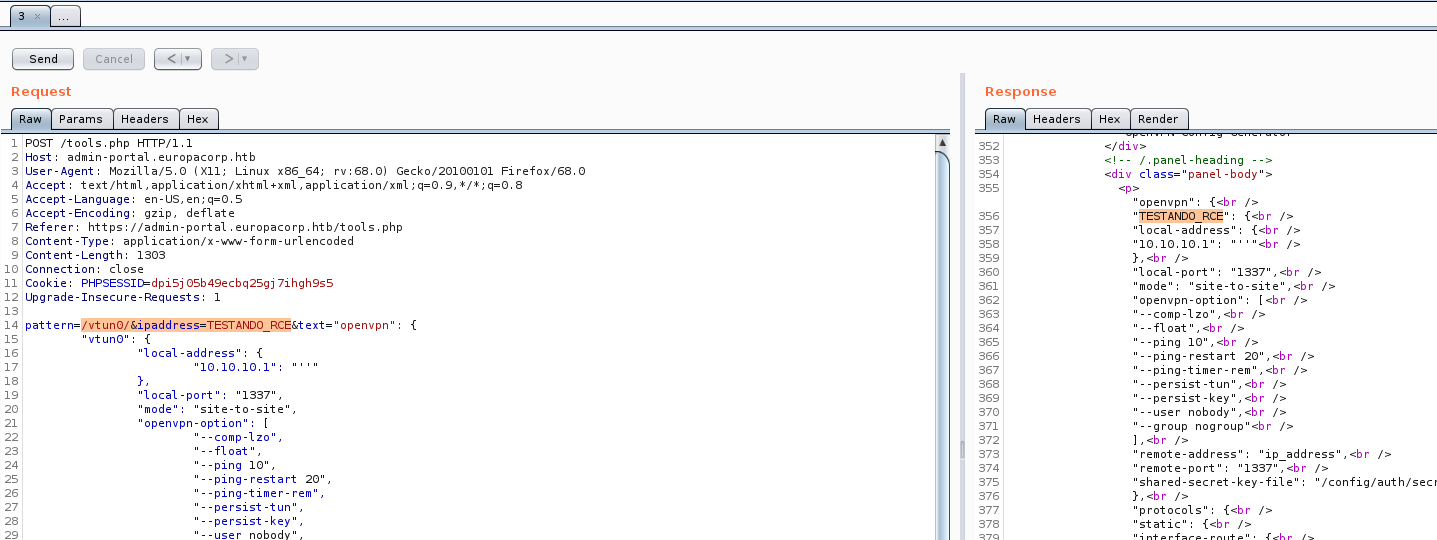 3 × ...
Send Cancel < | ▾ > | ▾
Request
Raw Params Headers Hex
1 POST /tools.php HTTP/1.1
2 Host: admin-portal.europacorp.htb
3 User-Agent: Mozilla/5.0 (X11; Linux x86_64; rv:68.0) Gecko/20100101 Firefox/68.0
4 Accept: text/html,application/xhtml+xml,application/xml;q=0.9,*/*;q=0.8
5 Accept-Language: en-US,en;q=0.5
6 Accept-Encoding: gzip, deflate
7 Referer: https://admin-portal.europacorp.htb/tools.php
8 Content-Type: application/x-www-form-urlencoded
9 Content-Length: 1303
10 Connection: close
11 Cookie: PHPSESSID=dpi5j05b49ecbq25gj7ihgh9s5
12 Upgrade-Insecure-Requests: 1
13
14 pattern=/vtun0/&ipaddress=TESTANDO_RCE&text="openvpn": {
15 "vtun0": {
16 "local-address": {
17 "10.10.10.1": "''"
18 },
19 "local-port": "1337",
20 "mode": "site-to-site",
21 "openvpn-option": [
22 "--comp-lzo",
23 "--float",
24 "--ping 10",
25 "--ping-restart 20",
26 "--ping-timer-rem",
27 "--persist-tun",
28 "--persist-key",
29 "--user nobody",
Response
Raw Headers Hex Render
352 </div>
353 <!-- /.panel-heading -->
354 <div class="panel-body">
355 <p>
"openvpn": {<br />
356 "TESTANDO_RCE": {<br />
357 "local-address": {<br />
358 "10.10.10.1": "''"<br />
359 },<br />
360 "local-port": "1337",<br />
361 "mode": "site-to-site",<br />
362 "openvpn-option": [<br />
363 "--comp-lzo",<br />
364 "--float",<br />
365 "--ping 10",<br />
366 "--ping-restart 20",<br />
367 "--ping-timer-rem",<br />
368 "--persist-tun",<br />
369 "--persist-key",<br />
370 "--user nobody",<br />
371 "--group nogroup"<br />
372 ],<br />
373 "remote-address": "ip_address",<br />
374 "remote-port": "1337",<br />
375 "shared-secret-key-file": "/config/auth/secr
376 },<br />
377 "protocols": {<br />
378 "static": {<br />
379 "interface-route": {<br />